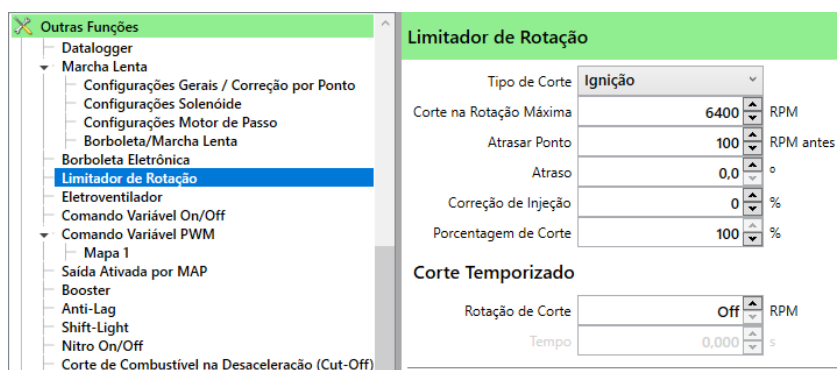 Outras Funções
Datalogger
Marcha Lenta
Configurações Gerais / Correção por Ponto
Configurações Solenóide
Configurações Motor de Passo
Borboleta/Marcha Lenta
Borboleta Eletrônica
Limitador de Rotação
Eletroventilador
Comando Variável On/Off
Comando Variável PWM
Mapa 1
Saída Ativada por MAP
Booster
Anti-Lag
Shift-Light
Nitro On/Off
Corte de Combustível na Desaceleração (Cut-Off)
Limitador de Rotação
Tipo de Corte Ignição
Corte na Rotação Máxima 6400 RPM
Atrasar Ponto 100 RPM antes
Atraso 0,0 °
Correção de Injeção 0 %
Porcentagem de Corte 100 %
Corte Temporizado
Rotação de Corte Off RPM
Tempo 0,000 s